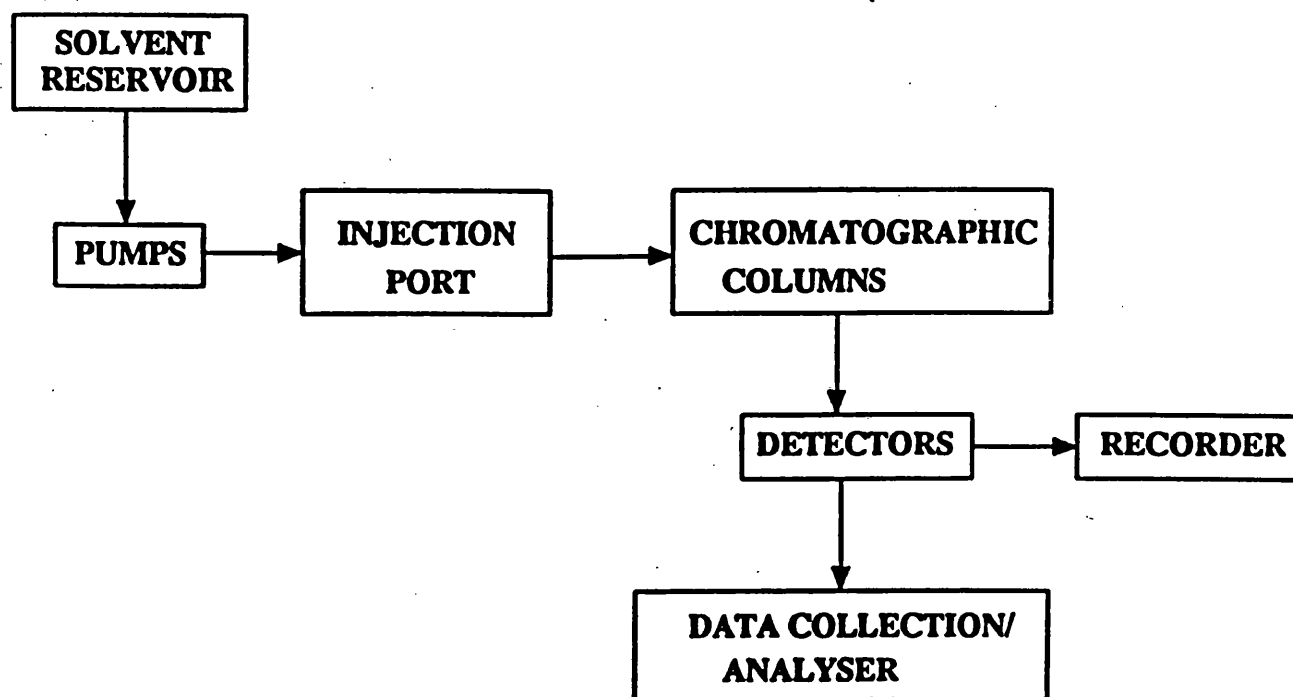 SOLVENT
RESERVOIR
PUMPS
INJECTION
PORT
CHROMATOGRAPHIC
COLUMNS
DETECTORS
RECORDER
DATA COLLECTION/
ANALYSER